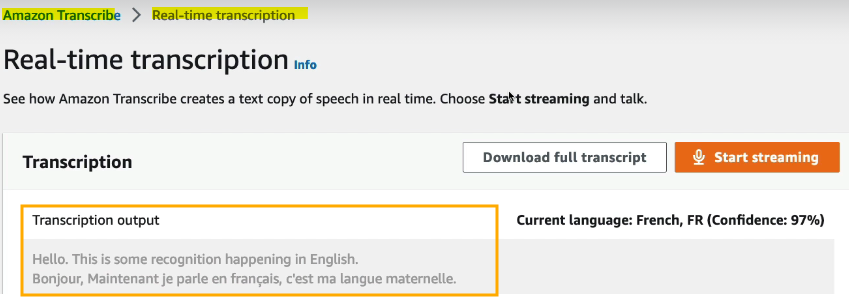 Amazon Transcribe > Real-time transcription
Real-time transcription Info
See how Amazon Transcribe creates a text copy of speech in real time. Choose Start streaming and talk.
Transcription
Download full transcript
Start streaming
Transcription output
Current language: French, FR (Confidence: 97%)
Hello. This is some recognition happening in English.
Bonjour, Maintenant je parle en français, c'est ma langue maternelle.